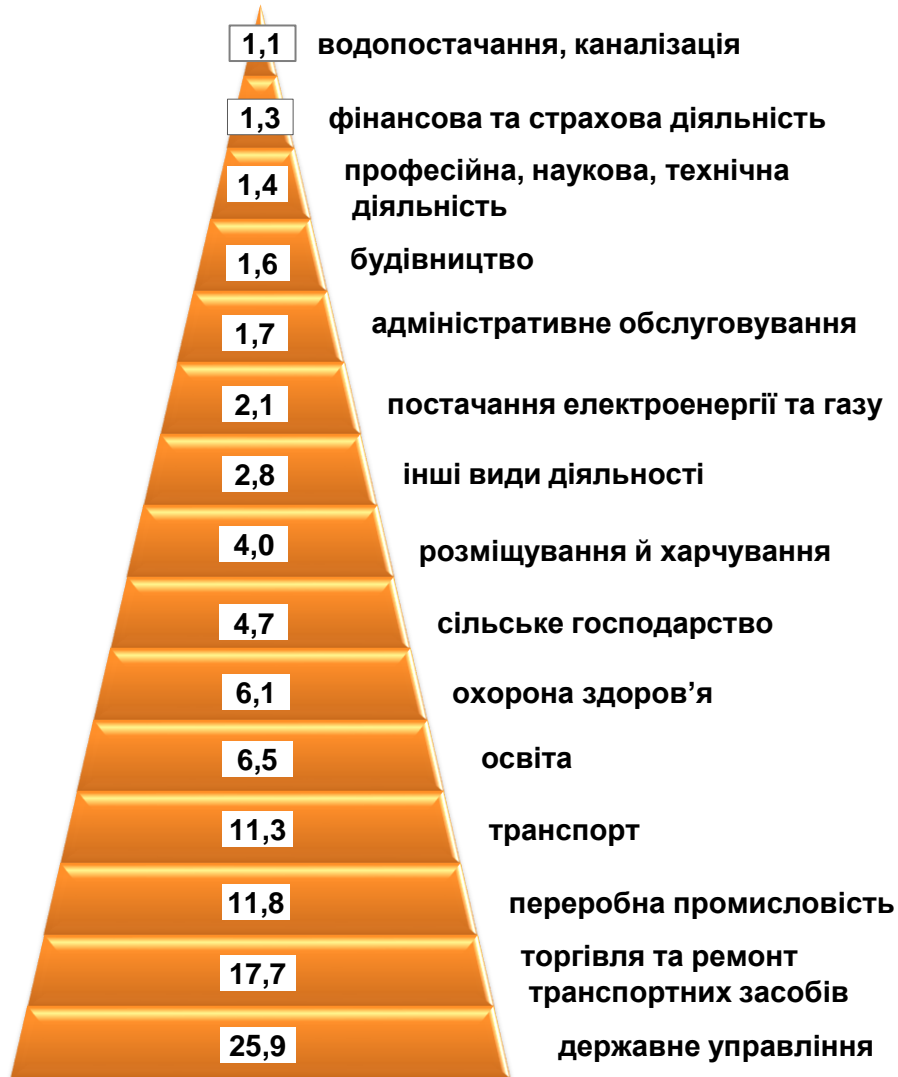 1,1 водопостачання, каналізація
1,3 фінансова та страхова діяльність
1,4 професійна, наукова, технічна
діяльність
1,6 будівництво
1,7 адміністративне обслуговування
2,1 постачання електроенергії та газу
2,8 інші види діяльності
4,0 розміщування й харчування
4,7 сільське господарство
6,1 охорона здоров’я
6,5 освіта
11,3 транспорт
11,8 переробна промисловість
17,7 торгівля та ремонт
транспортних засобів
25,9 державне управління